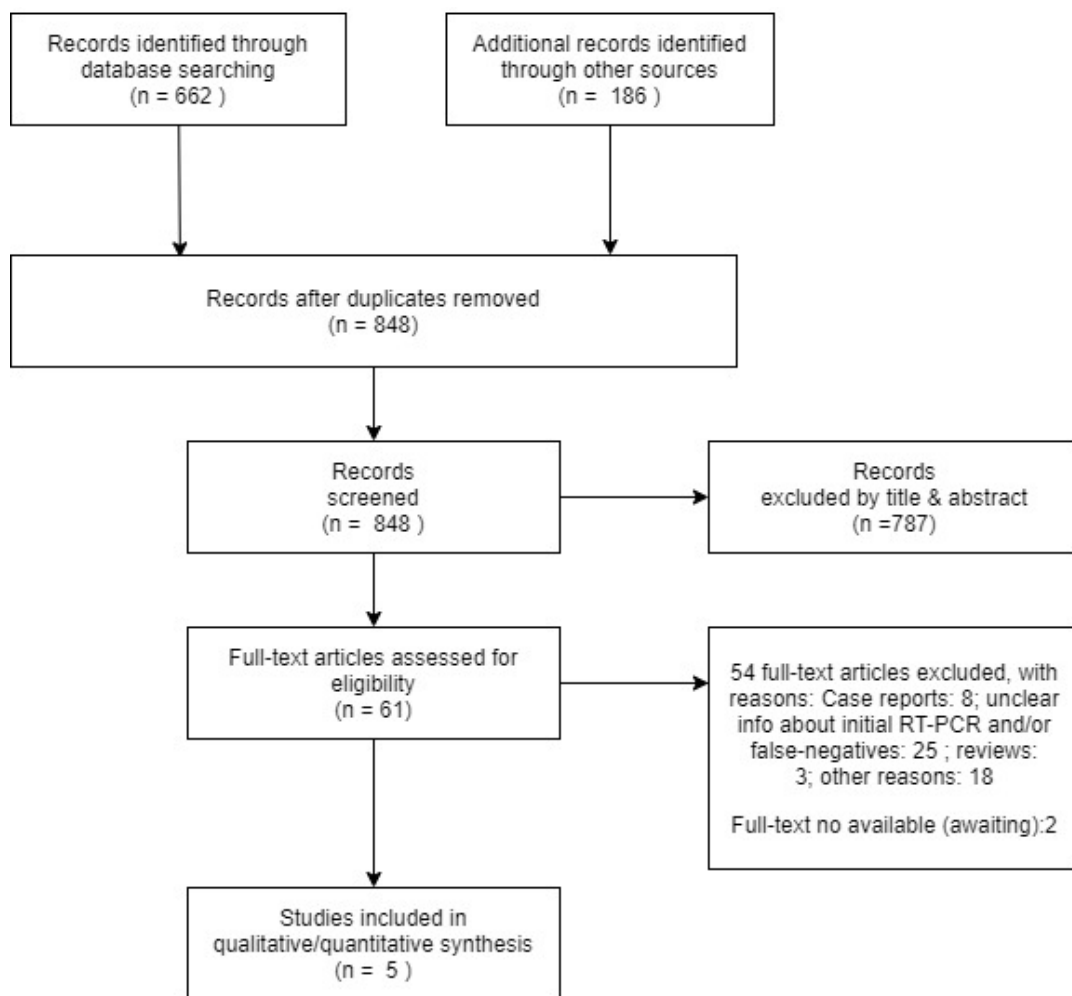 Records identified through
database searching
(n = 662 )
Additional records identified
through other sources
(n =  186 )
Records after duplicates removed
(n = 848)
Records
screened
(n =  848 )
Records
excluded by title & abstract
(n =787)
Full-text articles assessed for
eligibility
(n = 61)
54 full-text articles excluded, with
reasons: Case reports: 8; unclear
info about initial RT-PCR and/or
false-negatives: 25 ; reviews:
3; other reasons: 18
Full-text no available (awaiting):2
Studies included in
qualitative/quantitative synthesis
(n =  5 )